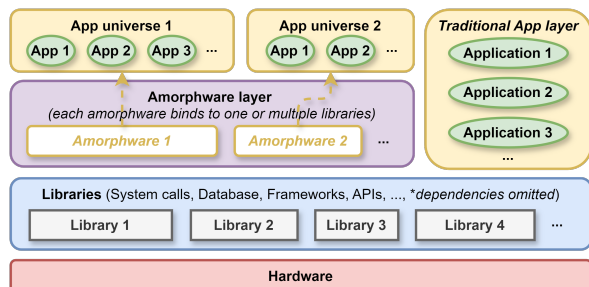 App universe 1
App 1 App 2 App 3 ...
App universe 2
App 1 App 2 ...
Traditional App layer
Application 1
Application 2
Application 3
...
Amorphware layer
(each amorphware binds to one or multiple libraries)
Amorphware 1 Amorphware 2 ...
Libraries (System calls, Database, Frameworks, APIs, ..., *dependencies omitted)
Library 1 Library 2 Library 3 Library 4 ...
Hardware